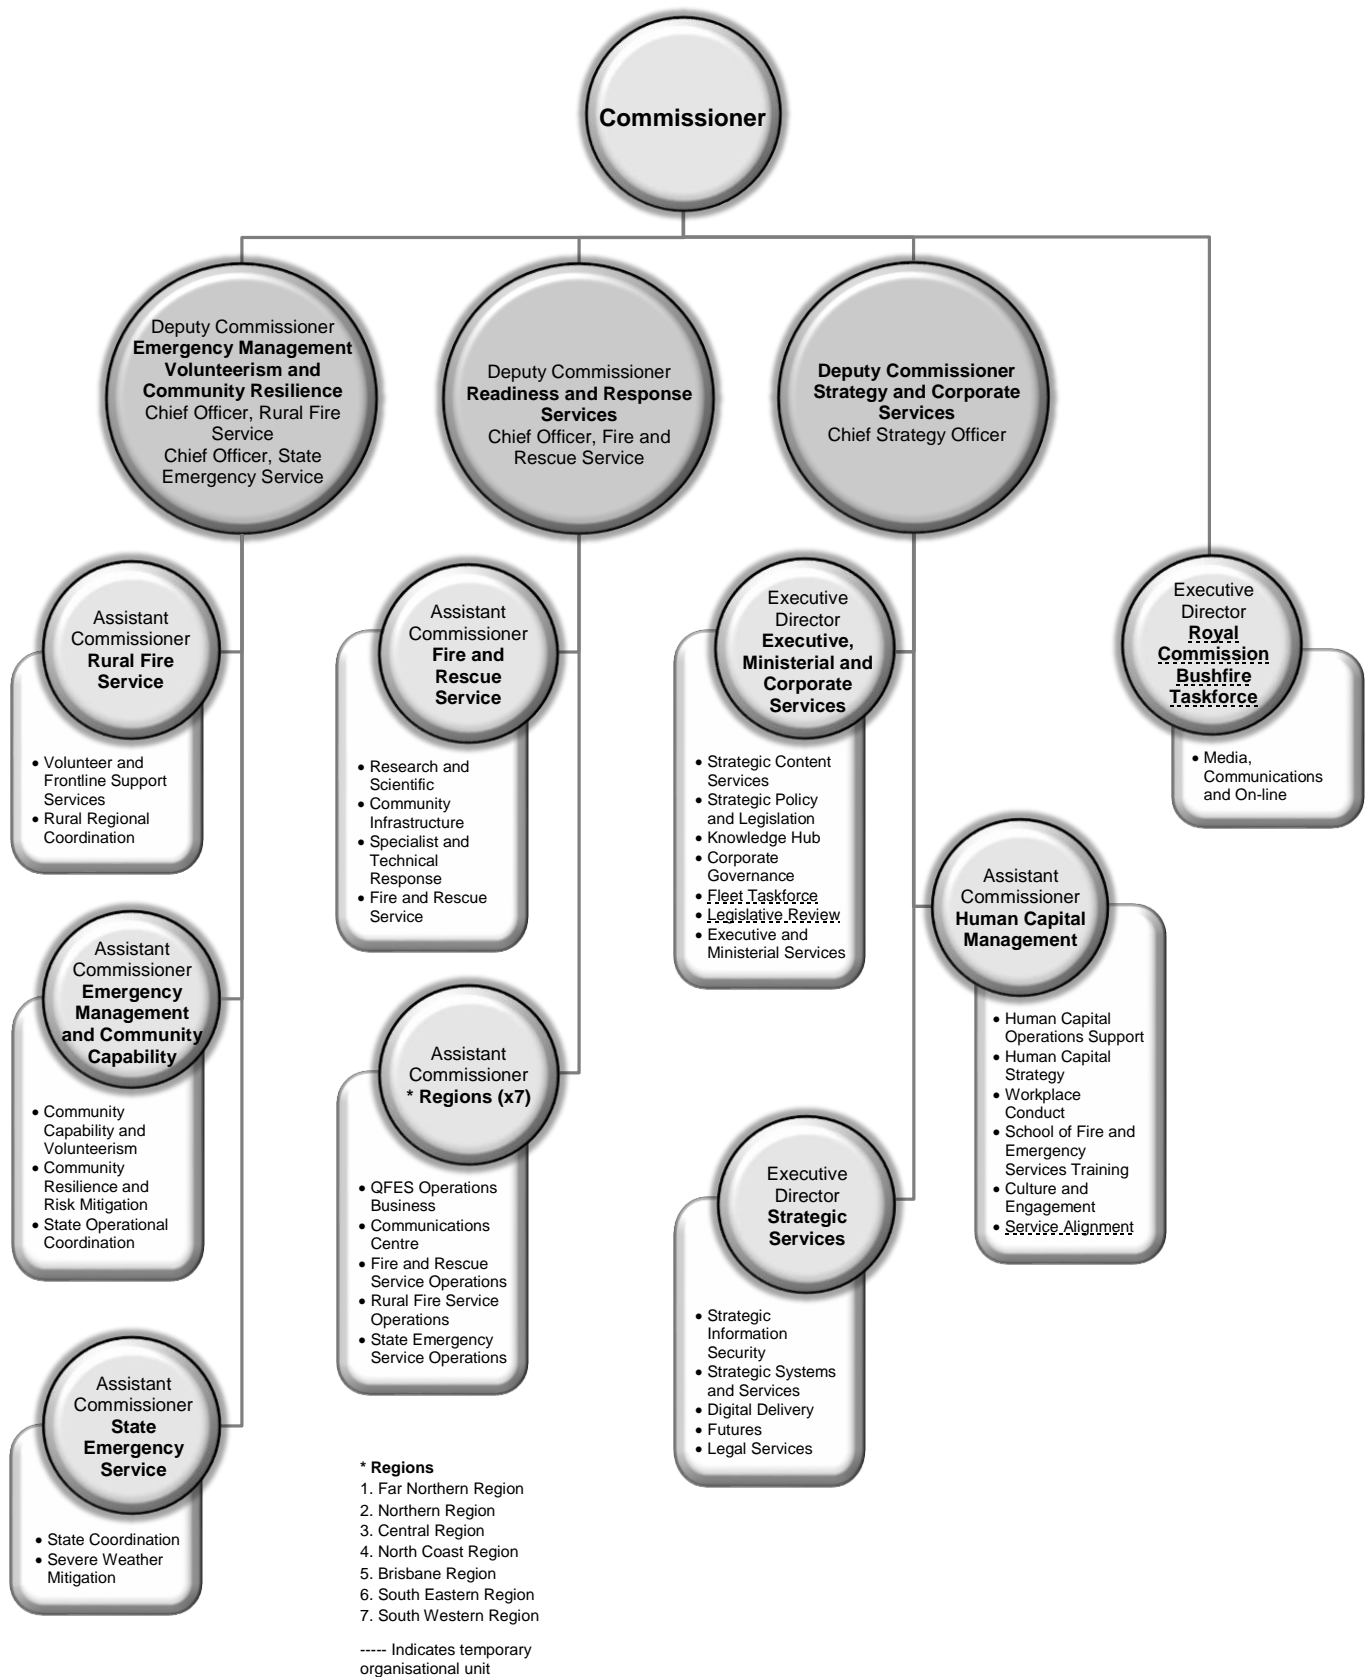 Commissioner
Deputy Commissioner
Emergency Management
Volunteerism and
Community Resilience
Chief Officer, Rural Fire
Service
Chief Officer, State
Emergency Service
Deputy Commissioner
Readiness and Response
Services
Chief Officer, Fire and
Rescue Service
Deputy Commissioner
Strategy and Corporate
Services
Chief Strategy Officer
Assistant
Commissioner
Rural Fire
Service
• Volunteer and
Frontline Support
Services
• Rural Regional
Coordination
Assistant
Commissioner
Emergency
Management
and Community
Capability
• Community
Capability and
Volunteerism
• Community
Resilience and
Risk Mitigation
• State Operational
Coordination
Assistant
Commissioner
State
Emergency
Service
• State Coordination
• Severe Weather
Mitigation
Assistant
Commissioner
Fire and
Rescue
Service
• Research and
Scientific
• Community
Infrastructure
• Specialist and
Technical
Response
• Fire and Rescue
Service
Assistant
Commissioner
* Regions (x7)
• QFES Operations
Business
• Communications
Centre
• Fire and Rescue
Service Operations
• Rural Fire Service
Operations
• State Emergency
Service Operations
Executive
Director
Executive,
Ministerial and
Corporate
Services
• Strategic Content
Services
• Strategic Policy
and Legislation
• Knowledge Hub
• Corporate
Governance
• Fleet Taskforce
• Legislative Review
• Executive and
Ministerial Services
Assistant
Commissioner
Human Capital
Management
• Human Capital
Operations Support
• Human Capital
Strategy
• Workplace
Conduct
• School of Fire and
Emergency
Services Training
• Culture and
Engagement
• Service Alignment
Executive
Director
Strategic
Services
• Strategic
Information
Security
• Strategic Systems
and Services
• Digital Delivery
• Futures
• Legal Services
Executive
Director
Royal
Commission
Bushfire
Taskforce
• Media,
Communications
and On-line
* Regions
1. Far Northern Region
2. Northern Region
3. Central Region
4. North Coast Region
5. Brisbane Region
6. South Eastern Region
7. South Western Region
----- Indicates temporary
organisational unit